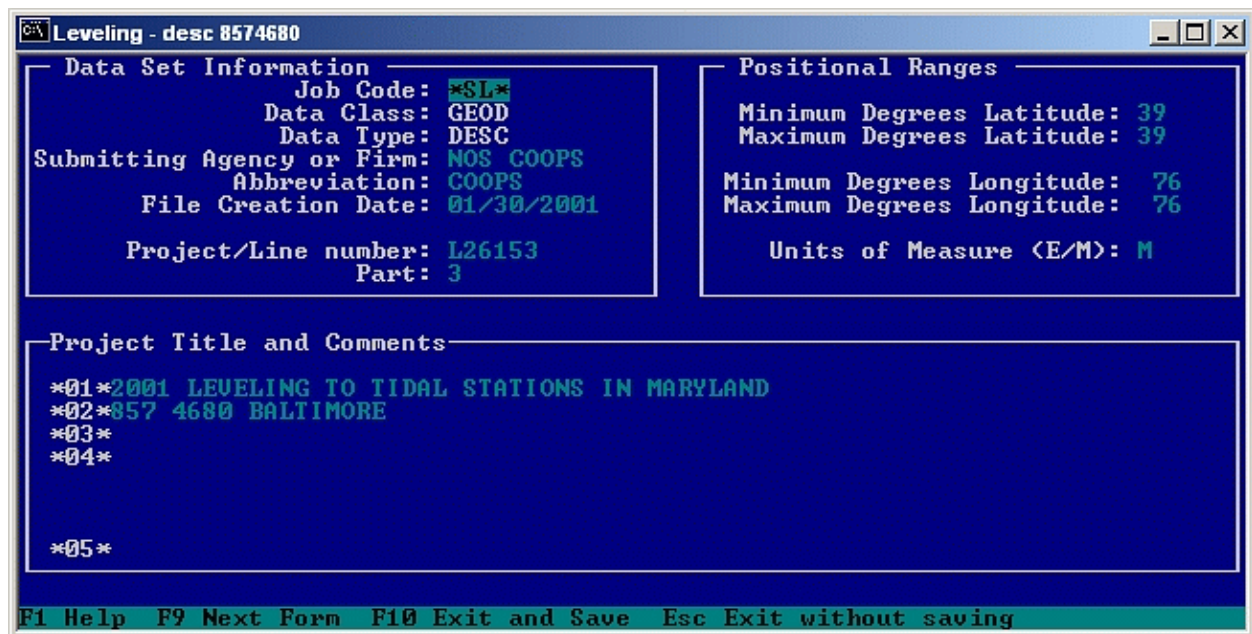 Leveling - desc 8574680
Data Set Information
Job Code: *SL*
Data Class: GEOD
Data Type: DESC
Submitting Agency or Firm: NOS COOPS
Abbreviation: COOPS
File Creation Date: 01/30/2001
Project/Line number: L26153
Part: 3
Positional Ranges
Minimum Degrees Latitude: 39
Maximum Degrees Latitude: 39
Minimum Degrees Longitude: 76
Maximum Degrees Longitude: 76
Units of Measure (E/M): M
Project Title and Comments
*01*2001 LEVELING TO TIDAL STATIONS IN MARYLAND
*02*857 4680 BALTIMORE
*03*
*04*
*05*
F1 Help F9 Next Form F10 Exit and Save Esc Exit without saving